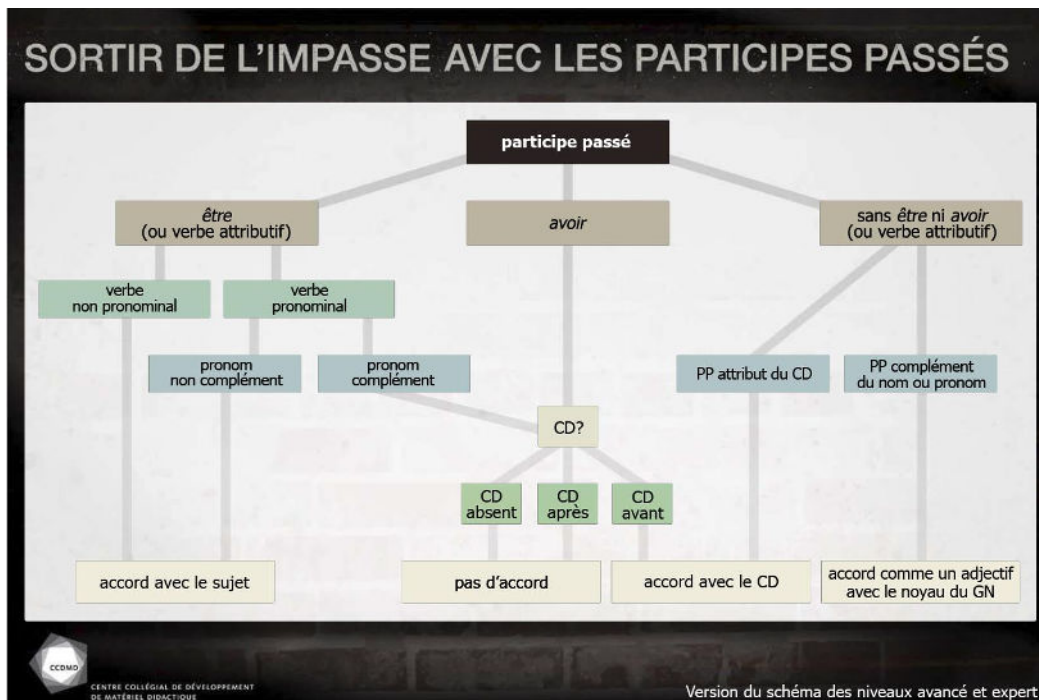 SORTIR DE L'IMPASSE AVEC LES PARTICIPES PASSÉS
participe passé
être
(ou verbe attributif)
avoir
sans être ni avoir
(ou verbe attributif)
verbe
non pronominal
verbe
pronominal
pronom
non complément
pronom
complément
PP attribut du CD
PP complément
du nom ou pronom
CD?
CD
absent
CD
après
CD
avant
accord avec le sujet
pas d'accord
accord avec le CD
accord comme un adjectif
avec le noyau du GN
CCDMD
CENTRE COLLÉGIAL DE DÉVELOPPEMENT
DE MATÉRIEL DIDACTIQUE
Version du schéma des niveaux avancé et expert